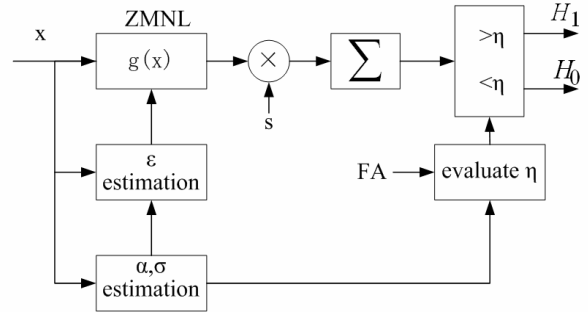 ZMNL
x
g(x)
×
Σ
>η
<η
H1
H0
s
ε
estimation
FA
evaluate η
α,σ
estimation